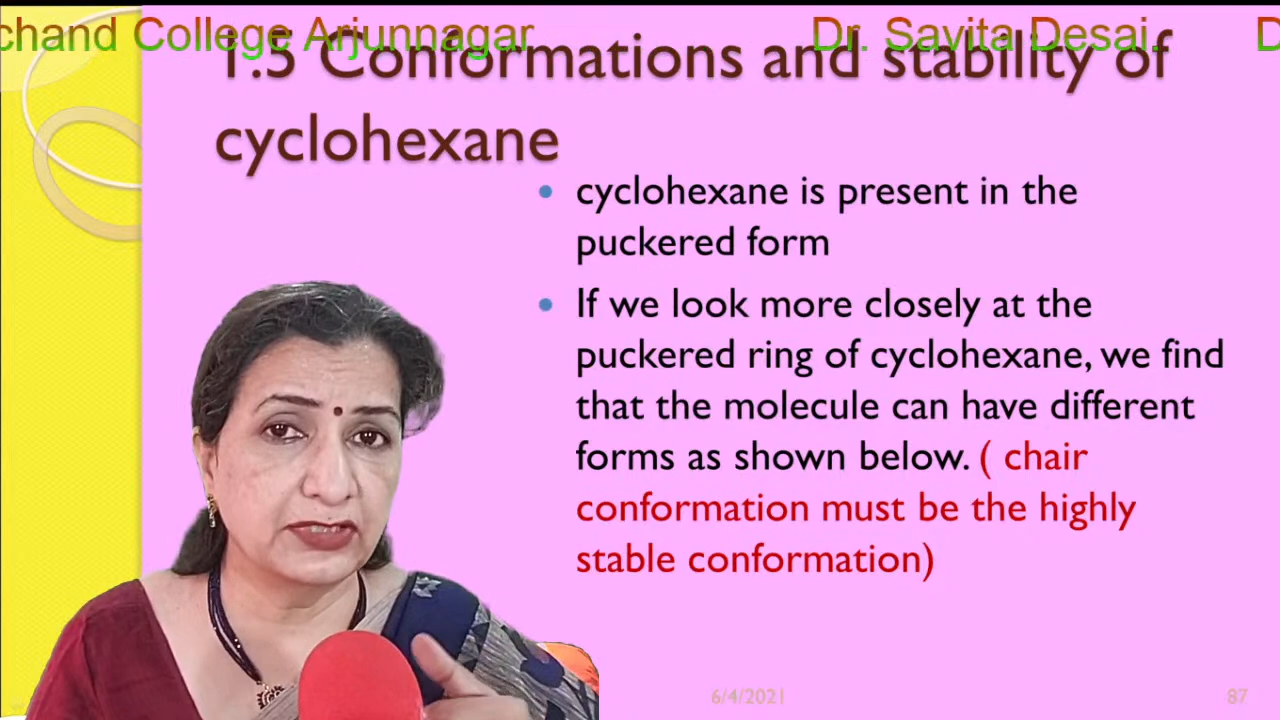 chand College Arjunnagar Dr. Savita Desai. D
1.5 Conformations and stability of
cyclohexane
• cyclohexane is present in the
puckered form
• If we look more closely at the
puckered ring of cyclohexane, we find
that the molecule can have different
forms as shown below. ( chair
conformation must be the highly
stable conformation)
6/4/2021 87